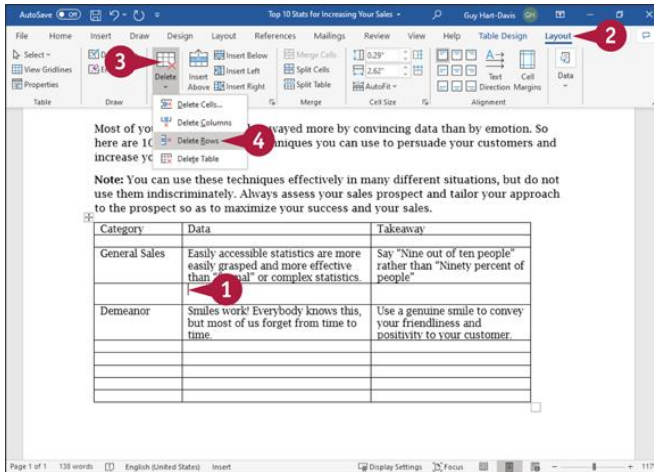 AutoSave Off Top 10 Stats for Increasing Your Sales Guy Hart-Davis GH
File Home Insert Draw Design Layout References Mailings Review View Help Table Design Layout
2
Select
View Gridlines
Properties
Table
Draw
3
Delete
Insert Above
Insert Below
Insert Left
Insert Right
Merge Cells
Split Cells
Split Table
Merge
0.29"
2.62"
AutoFit
Cell Size
Text Direction
Cell Margins
Alignment
Data
Delete Cells...
Delete Columns
Delete Rows
4
Delete Table
Most of yo wayed more by convincing data than by emotion. So
here are 10 niques you can use to persuade your customers and
increase yo
Note: You can use these techniques effectively in many different situations, but do not
use them indiscriminately. Always assess your sales prospect and tailor your approach
to the prospect so as to maximize your success and your sales.
Category Data Takeaway
General Sales Easily accessible statistics are more Say “Nine out of ten people”
easily grasped and more effective rather than “Ninety percent of
than al” or complex statistics. people”
1
Demeanor Smiles work! Everybody knows this, Use a genuine smile to convey
but most of us forget from time to your friendliness and
time. positivity to your customer.
Page 1 of 1 138 words English (United States) Insert Display Settings Focus 117%